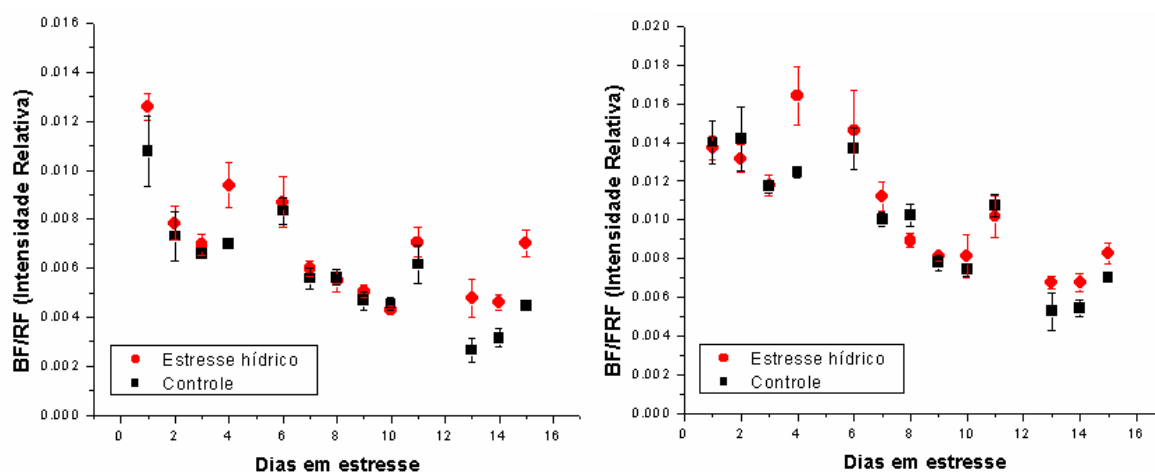 BF/RF (Intensidade Relativa)
0.016
0.014
0.012
0.010
0.008
0.006
0.004
0.002
0.000
Estresse hídrico
Controle
0 2 4 6 8 10 12 14 16
Dias em estresse
BF/FRF (Intensidade Relativa)
0.020
0.018
0.016
0.014
0.012
0.010
0.008
0.006
0.004
0.002
0.000
Estresse hídrico
Controle
0 2 4 6 8 10 12 14 16
Dias em estresse